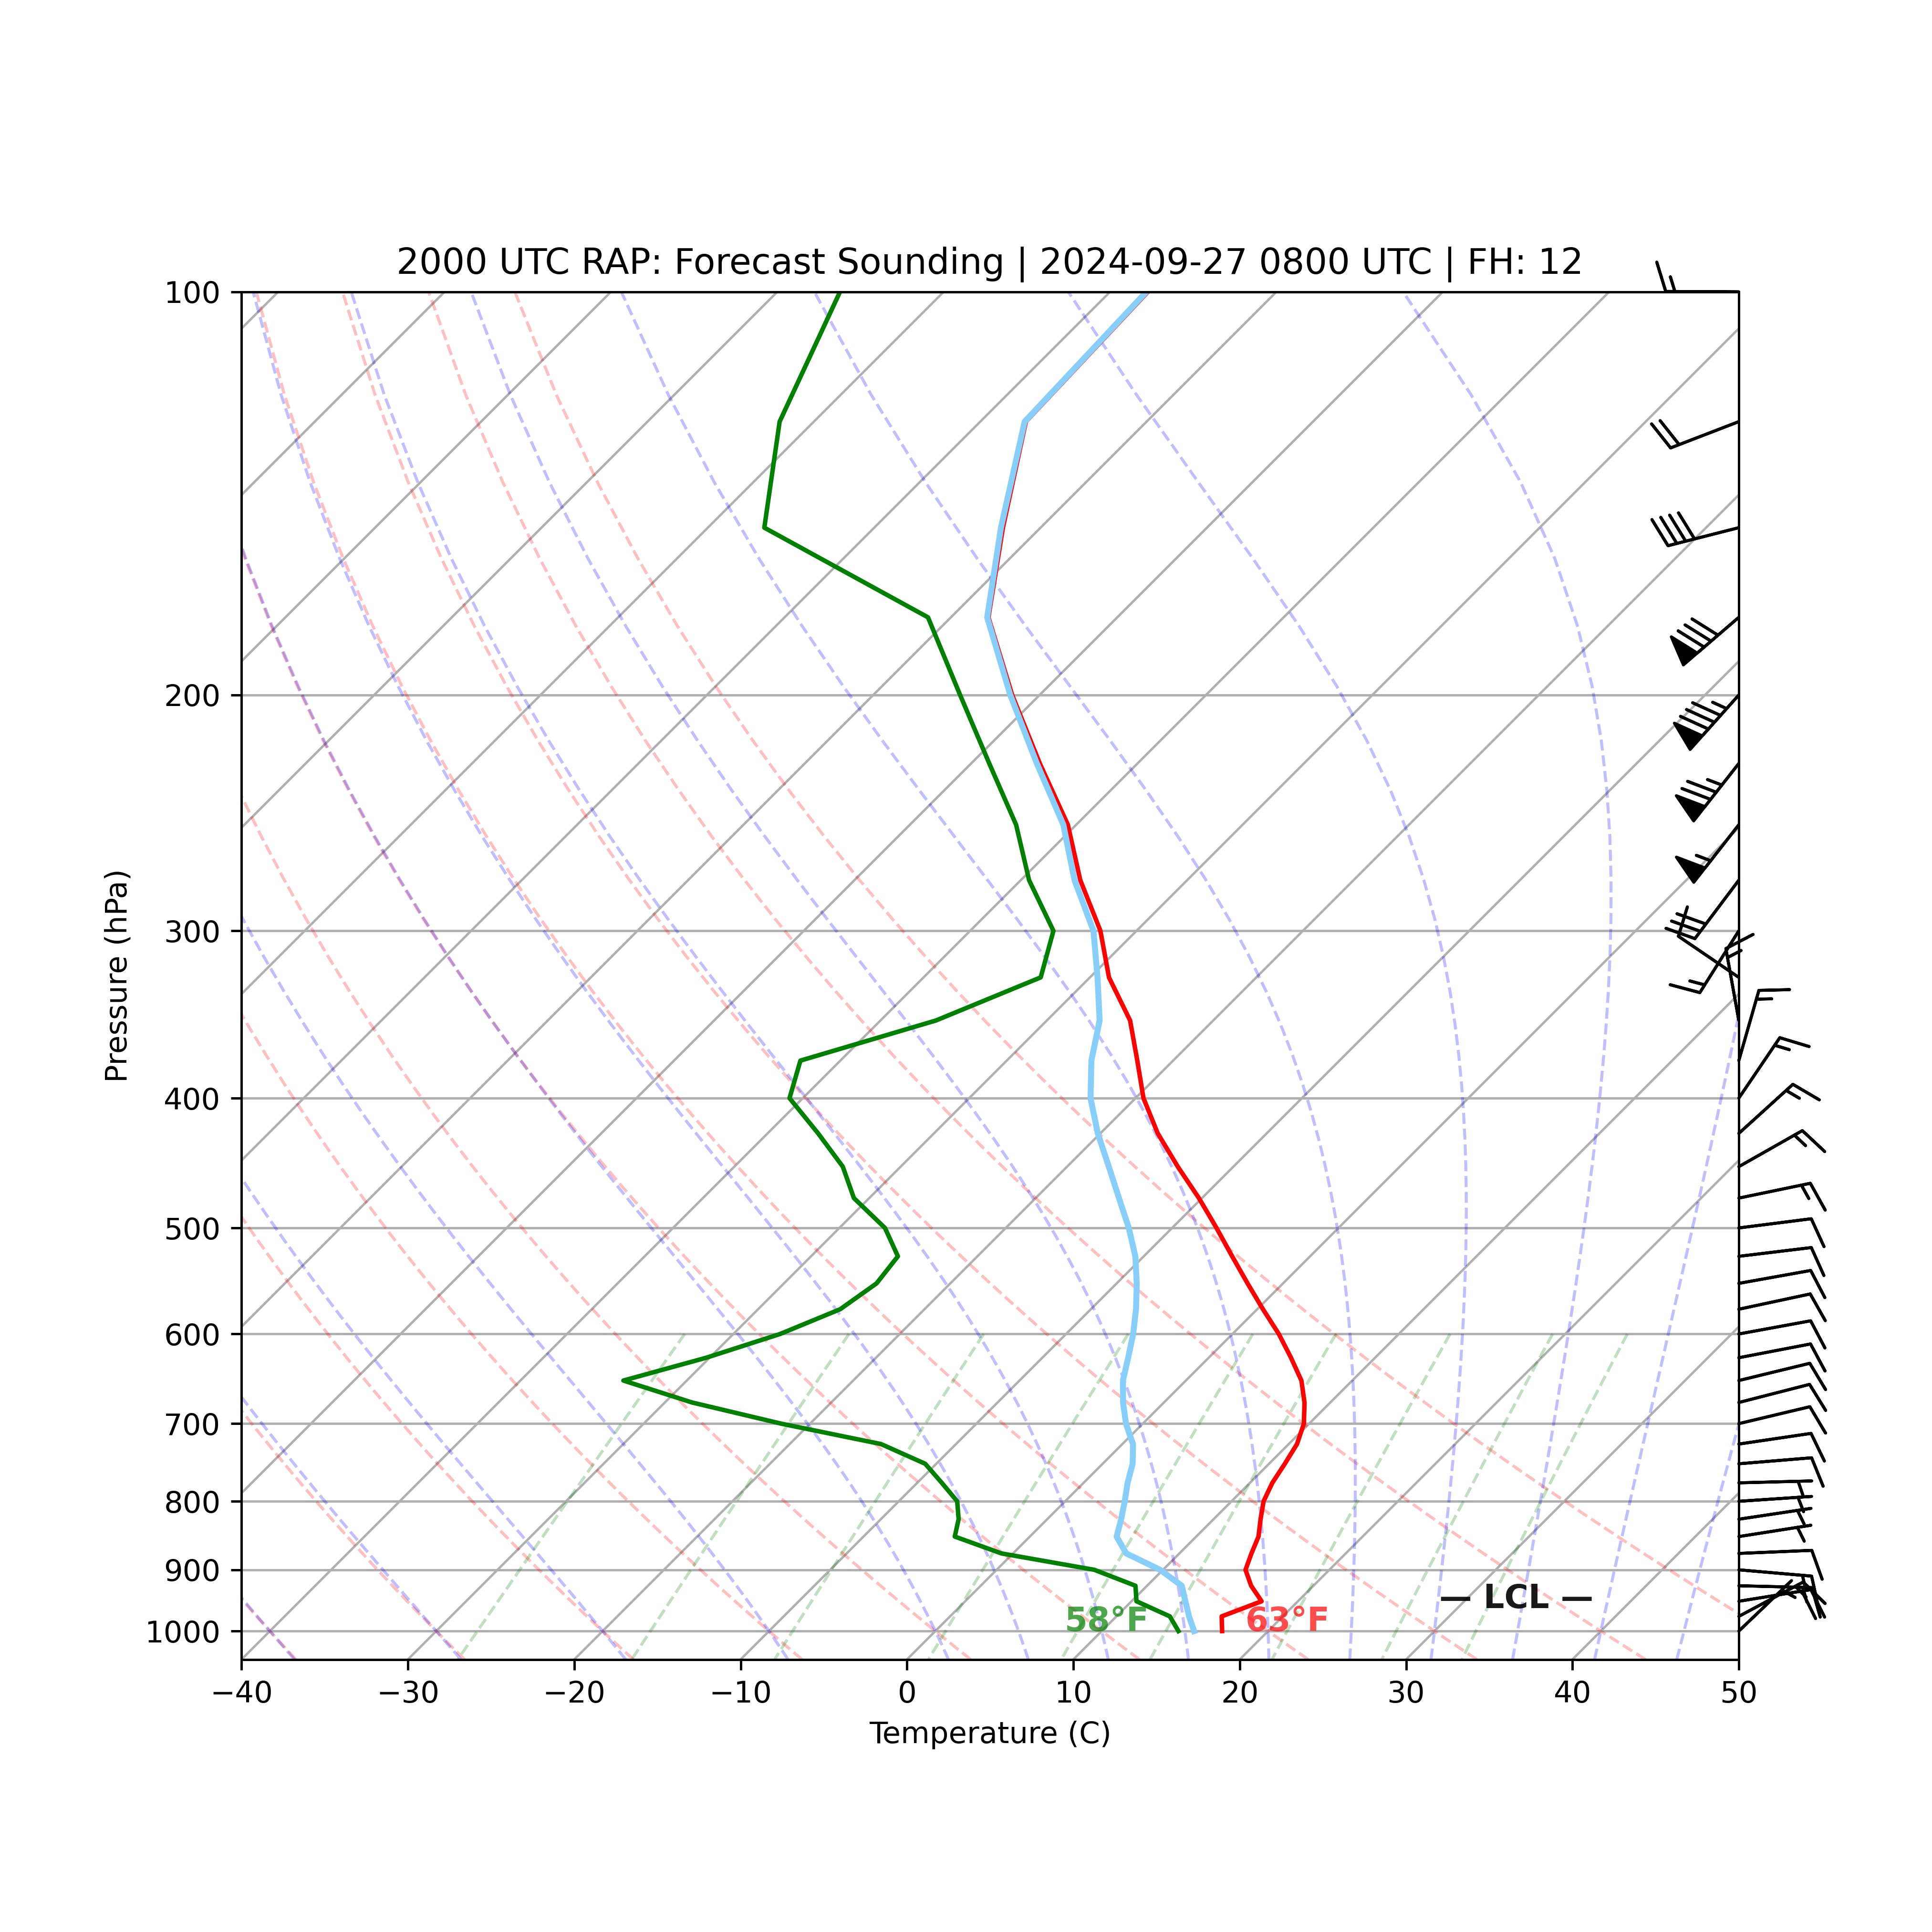 2000 UTC RAP: Forecast Sounding | 2024-09-27 0800 UTC | FH: 12
100
200
300
400
500
600
700
800
900
1000
Pressure (hPa)
58°F
63°F
— LCL —
−40 −30 −20 −10 0 10 20 30 40 50
Temperature (C)